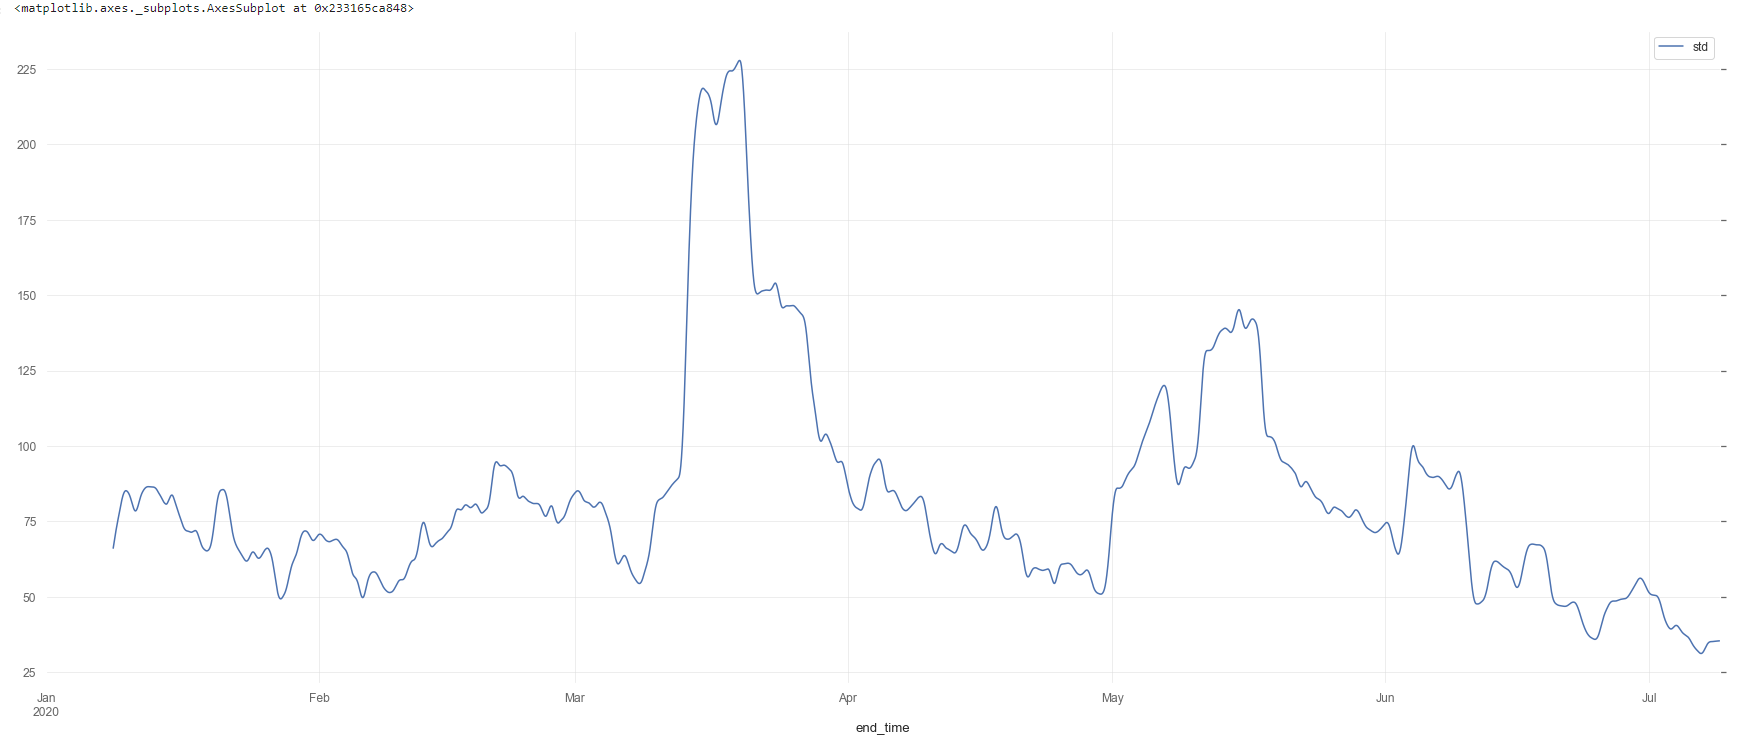 <matplotlib.axes._subplots.AxesSubplot at 0x233165ca848>
std
225
200
175
150
125
100
75
50
25
Jan Feb Mar Apr May Jun Jul
2020
end_time